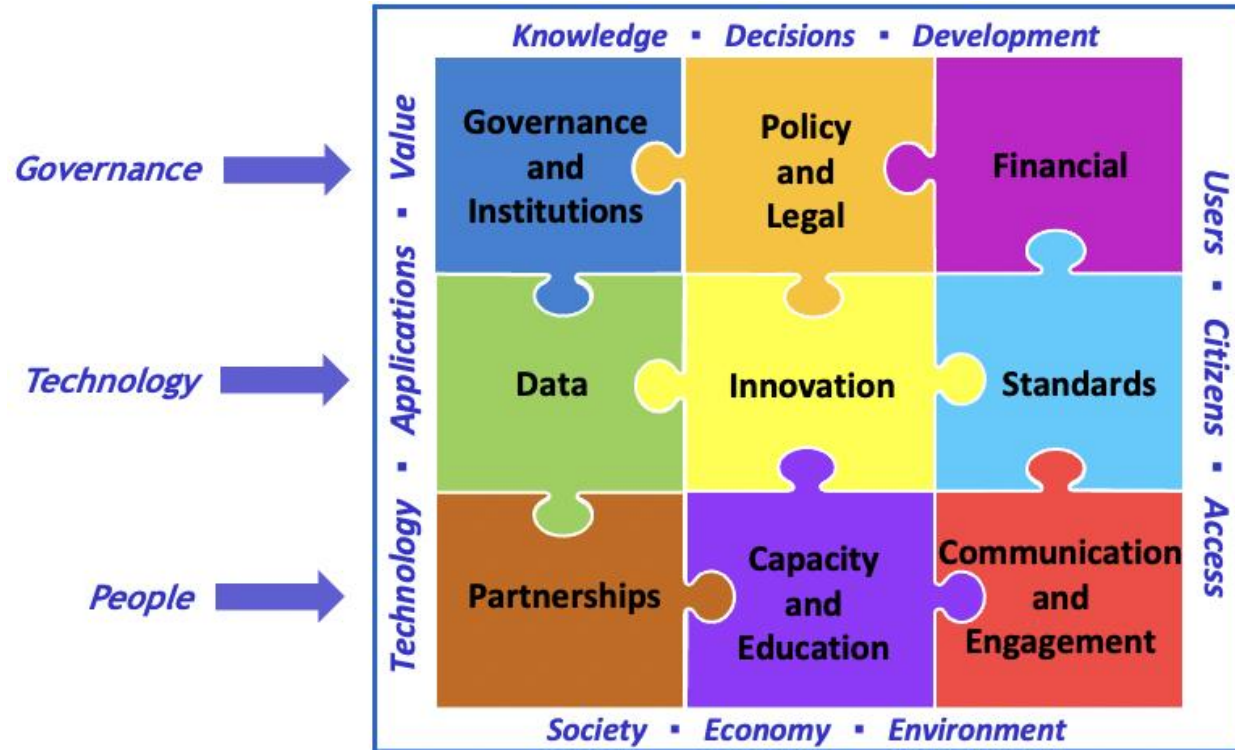 Knowledge ▪ Decisions ▪ Development
Governance
Technology ▪ Applications ▪ Value
Governance
and
Institutions
Policy
and
Legal
Financial
Users ▪ Citizens ▪ Access
Technology
Data
Innovation
Standards
People
Partnerships
Capacity
and
Education
Communication
and
Engagement
Society ▪ Economy ▪ Environment